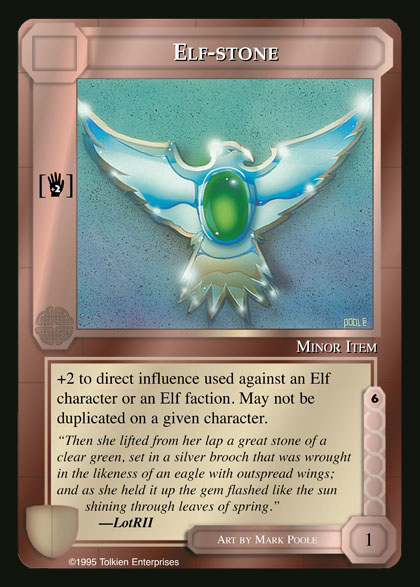 ELF-STONE
[+2]
POOLE
MINOR ITEM
+2 to direct influence used against an Elf
character or an Elf faction. May not be
duplicated on a given character.
6
“Then she lifted from her lap a great stone of a
clear green, set in a silver brooch that was wrought
in the likeness of an eagle with outspread wings;
and as she held it up the gem flashed like the sun
shining through leaves of spring.”
—LotRII
ART BY MARK POOLE
1
©1995 Tolkien Enterprises